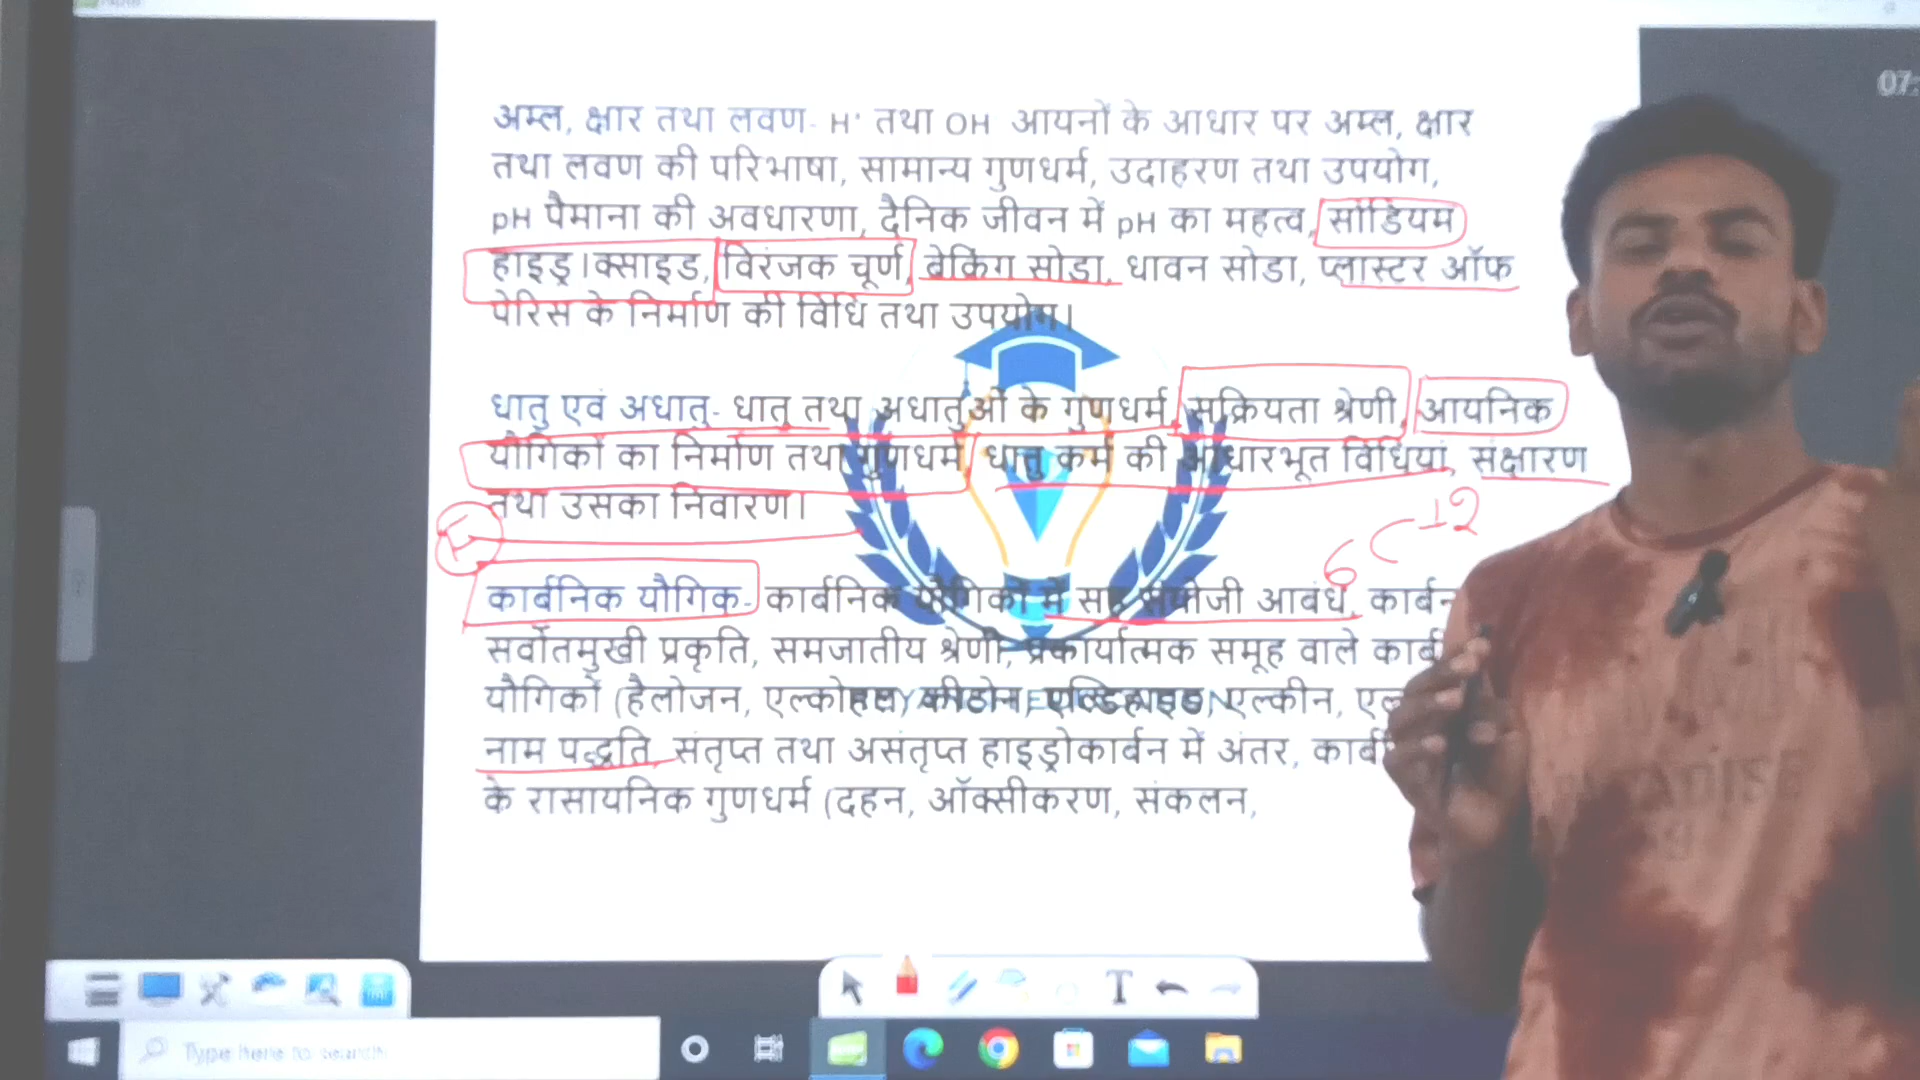 07:
अम्ल, क्षार तथा लवण- H⁺ तथा OH आयनों के आधार पर अम्ल, क्षार
तथा लवण की परिभाषा, सामान्य गुणधर्म, उदाहरण तथा उपयोग,
pH पैमाना की अवधारणा, दैनिक जीवन में pH का महत्व, सोडियम
हाइड्राक्साइड, विरंजक चूर्ण, बेकिंग सोडा, धावन सोडा, प्लास्टर ऑफ
पेरिस के निर्माण की विधि तथा उपयोग।
धातु एवं अधातु- धातु तथा अधातुओं के गुणधर्म, सक्रियता श्रेणी, आयनिक
यौगिकों का निर्माण तथा गुणधर्म, धातु कर्म की आधारभूत विधियां, संक्षारण
तथा उसका निवारण।
6 C 12
कार्बनिक यौगिक- कार्बनिक यौगिकों में सह संयोजी आबंध, कार्बन
सर्वोतमुखी प्रकृति, समजातीय श्रेणी, प्रकार्यात्मक समूह वाले कार्ब
यौगिकों (हैलोजन, एल्कोहल, कीटोन, एल्डिहाइड, एल्कीन, एल
नाम पद्धति, संतृप्त तथा असंतृप्त हाइड्रोकार्बन में अंतर, कार्ब
के रासायनिक गुणधर्म (दहन, ऑक्सीकरण, संकलन,
T
Type here to search